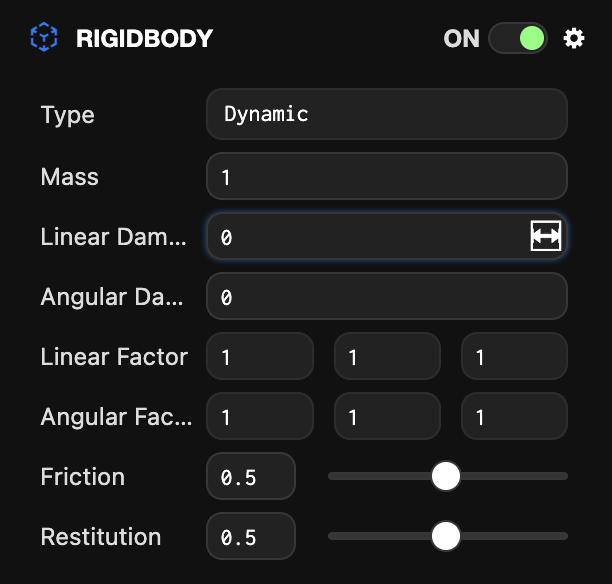 RIGIDBODY ON
Type Dynamic
Mass 1
Linear Dam... 0
Angular Da... 0
Linear Factor 1 1 1
Angular Fac... 1 1 1
Friction 0.5
Restitution 0.5